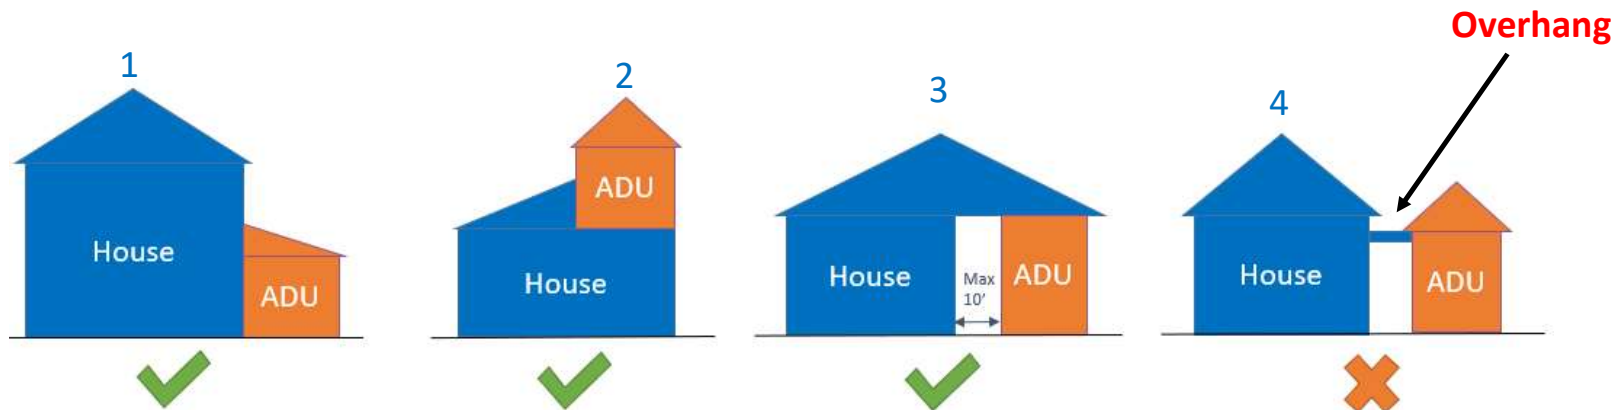 Overhang
1
2
3
4
House
ADU
House
ADU
House
Max
10'
ADU
House
ADU